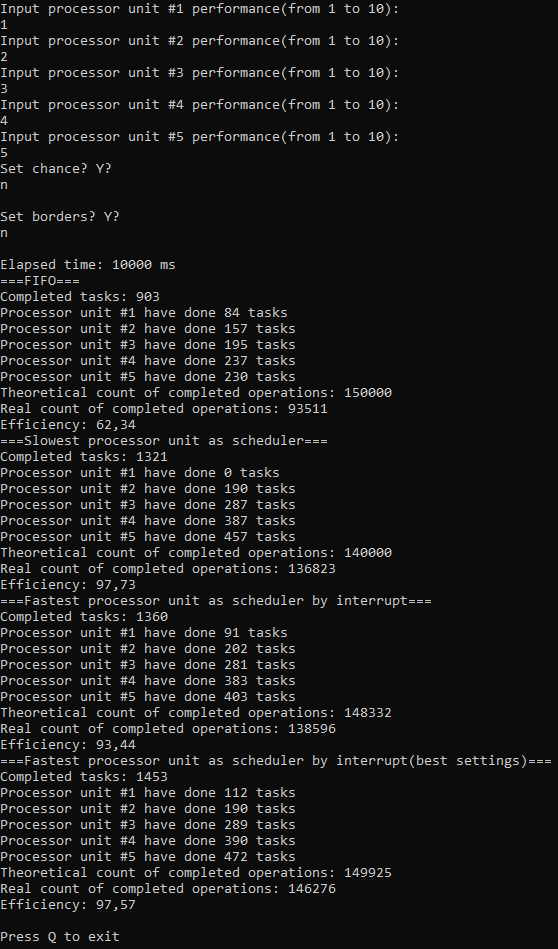 Input processor unit #1 performance(from 1 to 10):
1
Input processor unit #2 performance(from 1 to 10):
2
Input processor unit #3 performance(from 1 to 10):
3
Input processor unit #4 performance(from 1 to 10):
4
Input processor unit #5 performance(from 1 to 10):
5
Set chance? Y?
n
Set borders? Y?
n
Elapsed time: 10000 ms
===FIFO===
Completed tasks: 903
Processor unit #1 have done 84 tasks
Processor unit #2 have done 157 tasks
Processor unit #3 have done 195 tasks
Processor unit #4 have done 237 tasks
Processor unit #5 have done 230 tasks
Theoretical count of completed operations: 150000
Real count of completed operations: 93511
Efficiency: 62,34
===Slowest processor unit as scheduler===
Completed tasks: 1321
Processor unit #1 have done 0 tasks
Processor unit #2 have done 190 tasks
Processor unit #3 have done 287 tasks
Processor unit #4 have done 387 tasks
Processor unit #5 have done 457 tasks
Theoretical count of completed operations: 140000
Real count of completed operations: 136823
Efficiency: 97,73
===Fastest processor unit as scheduler by interrupt===
Completed tasks: 1360
Processor unit #1 have done 91 tasks
Processor unit #2 have done 202 tasks
Processor unit #3 have done 281 tasks
Processor unit #4 have done 383 tasks
Processor unit #5 have done 403 tasks
Theoretical count of completed operations: 148332
Real count of completed operations: 138596
Efficiency: 93,44
===Fastest processor unit as scheduler by interrupt(best settings)===
Completed tasks: 1453
Processor unit #1 have done 112 tasks
Processor unit #2 have done 190 tasks
Processor unit #3 have done 289 tasks
Processor unit #4 have done 390 tasks
Processor unit #5 have done 472 tasks
Theoretical count of completed operations: 149925
Real count of completed operations: 146276
Efficiency: 97,57
Press Q to exit